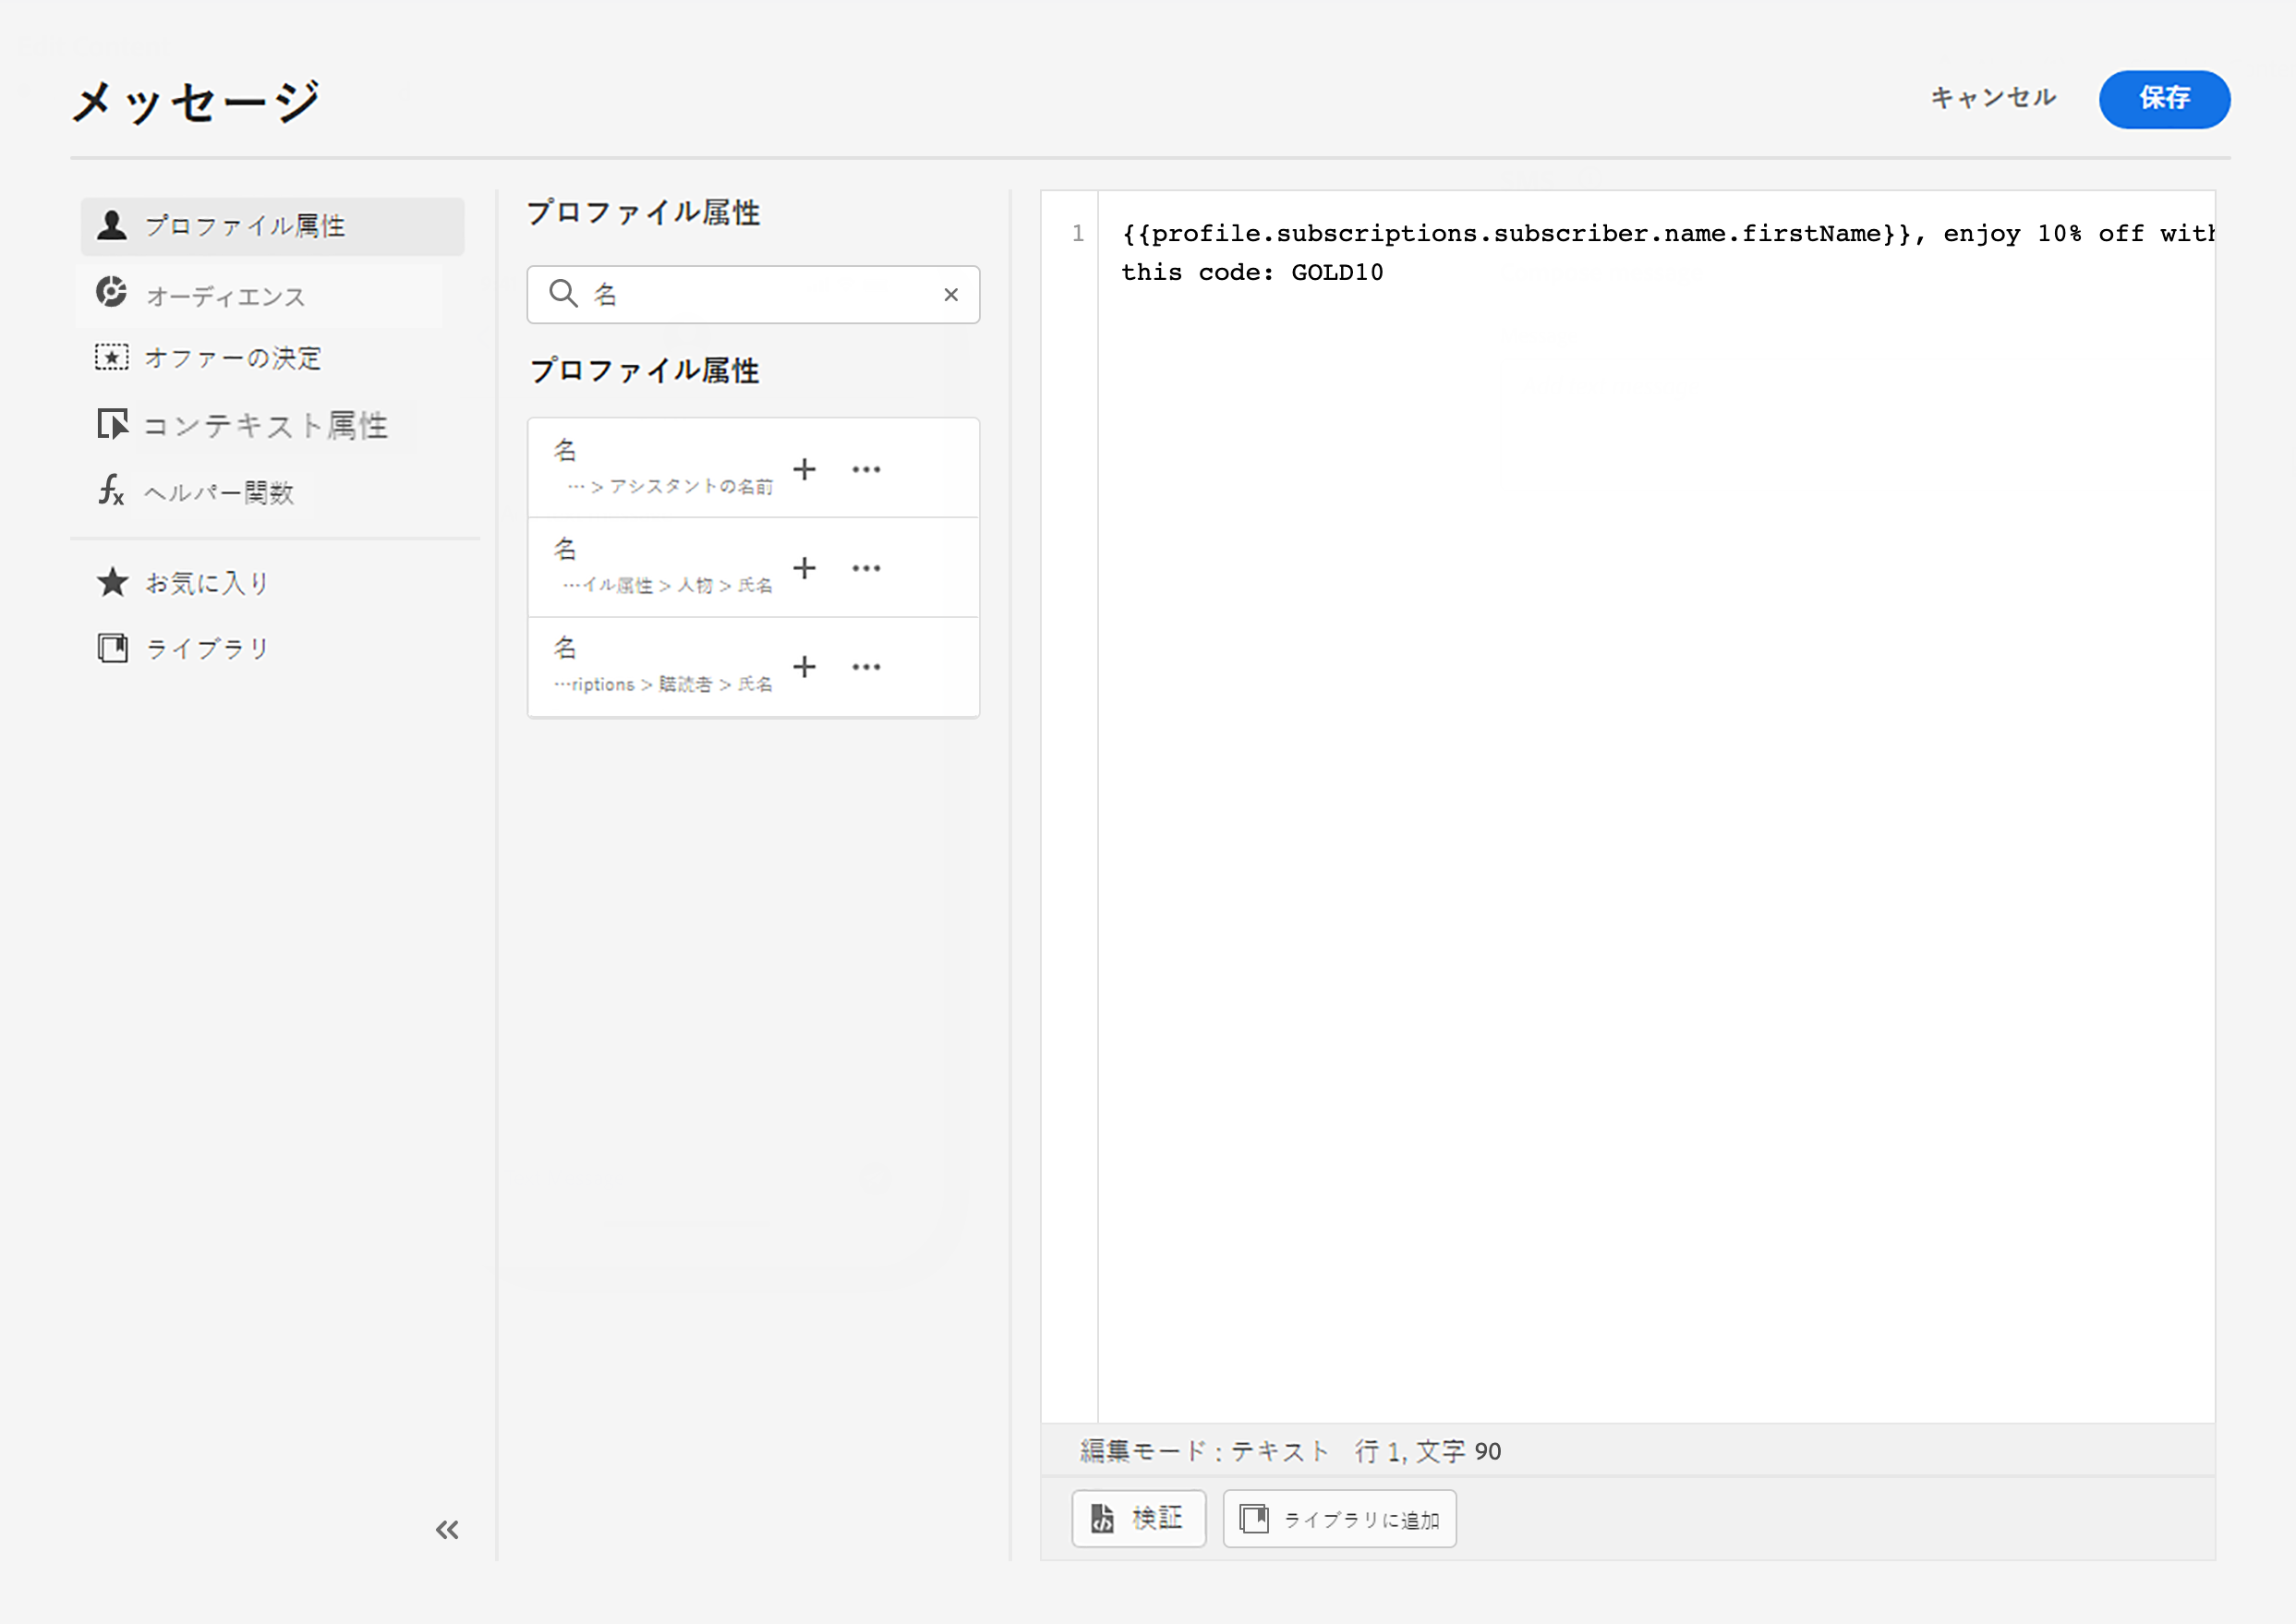 メッセージ
キャンセル
保存
プロファイル属性
オーディエンス
オファーの決定
コンテキスト属性
ヘルパー関数
お気に入り
ライブラリ
プロファイル属性
名
プロファイル属性
名
… > アシスタントの名前
名
…イル属性 > 人物 > 氏名
名
…riptions > 購読者 > 氏名
1
{{profile.subscriptions.subscriber.name.firstName}}, enjoy 10% off with
this code: GOLD10
編集モード : テキスト 行 1, 文字 90
検証
ライブラリに追加